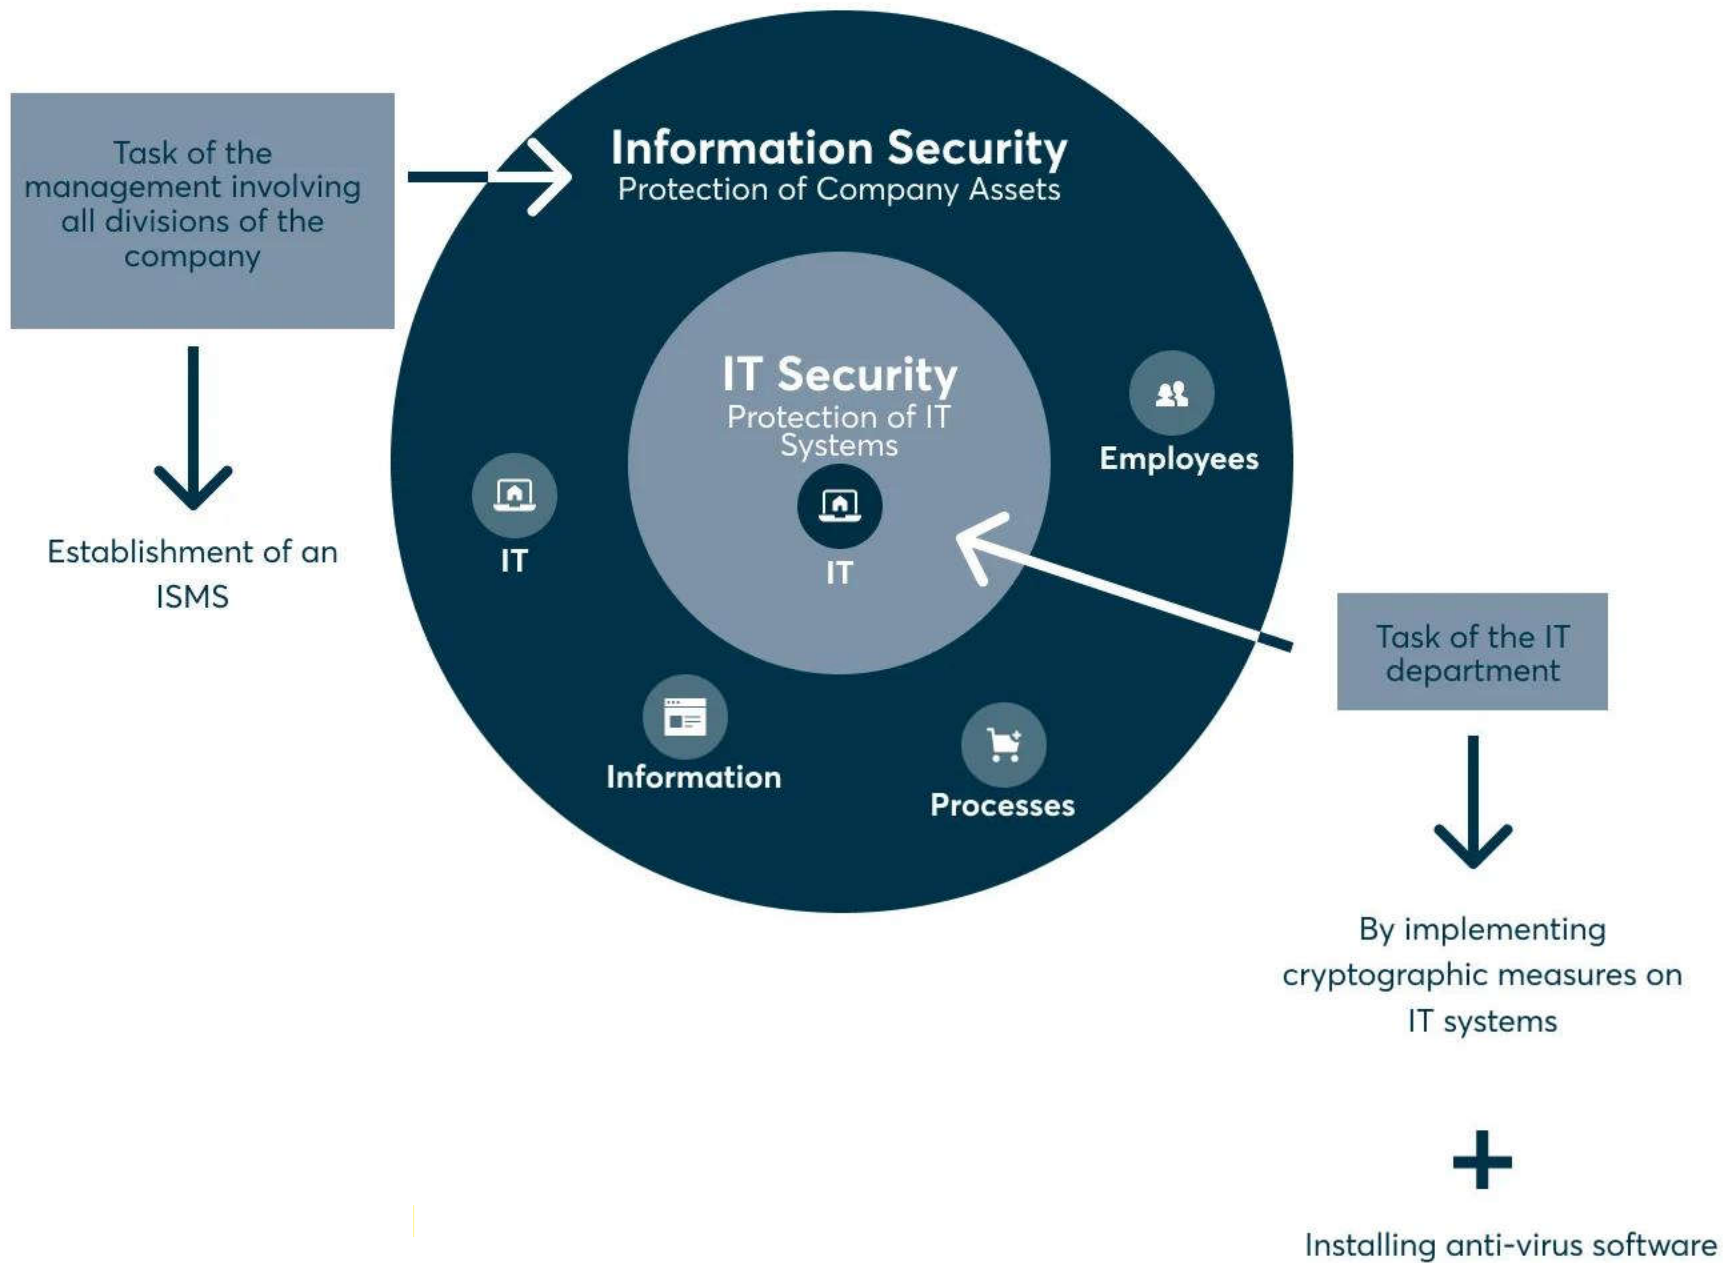 Task of the
management involving
all divisions of the
company
Establishment of an
ISMS
Information Security
Protection of Company Assets
IT Security
Protection of IT
Systems
IT
IT
Employees
Information
Processes
Task of the IT
department
By implementing
cryptographic measures on
IT systems
+
Installing anti-virus software